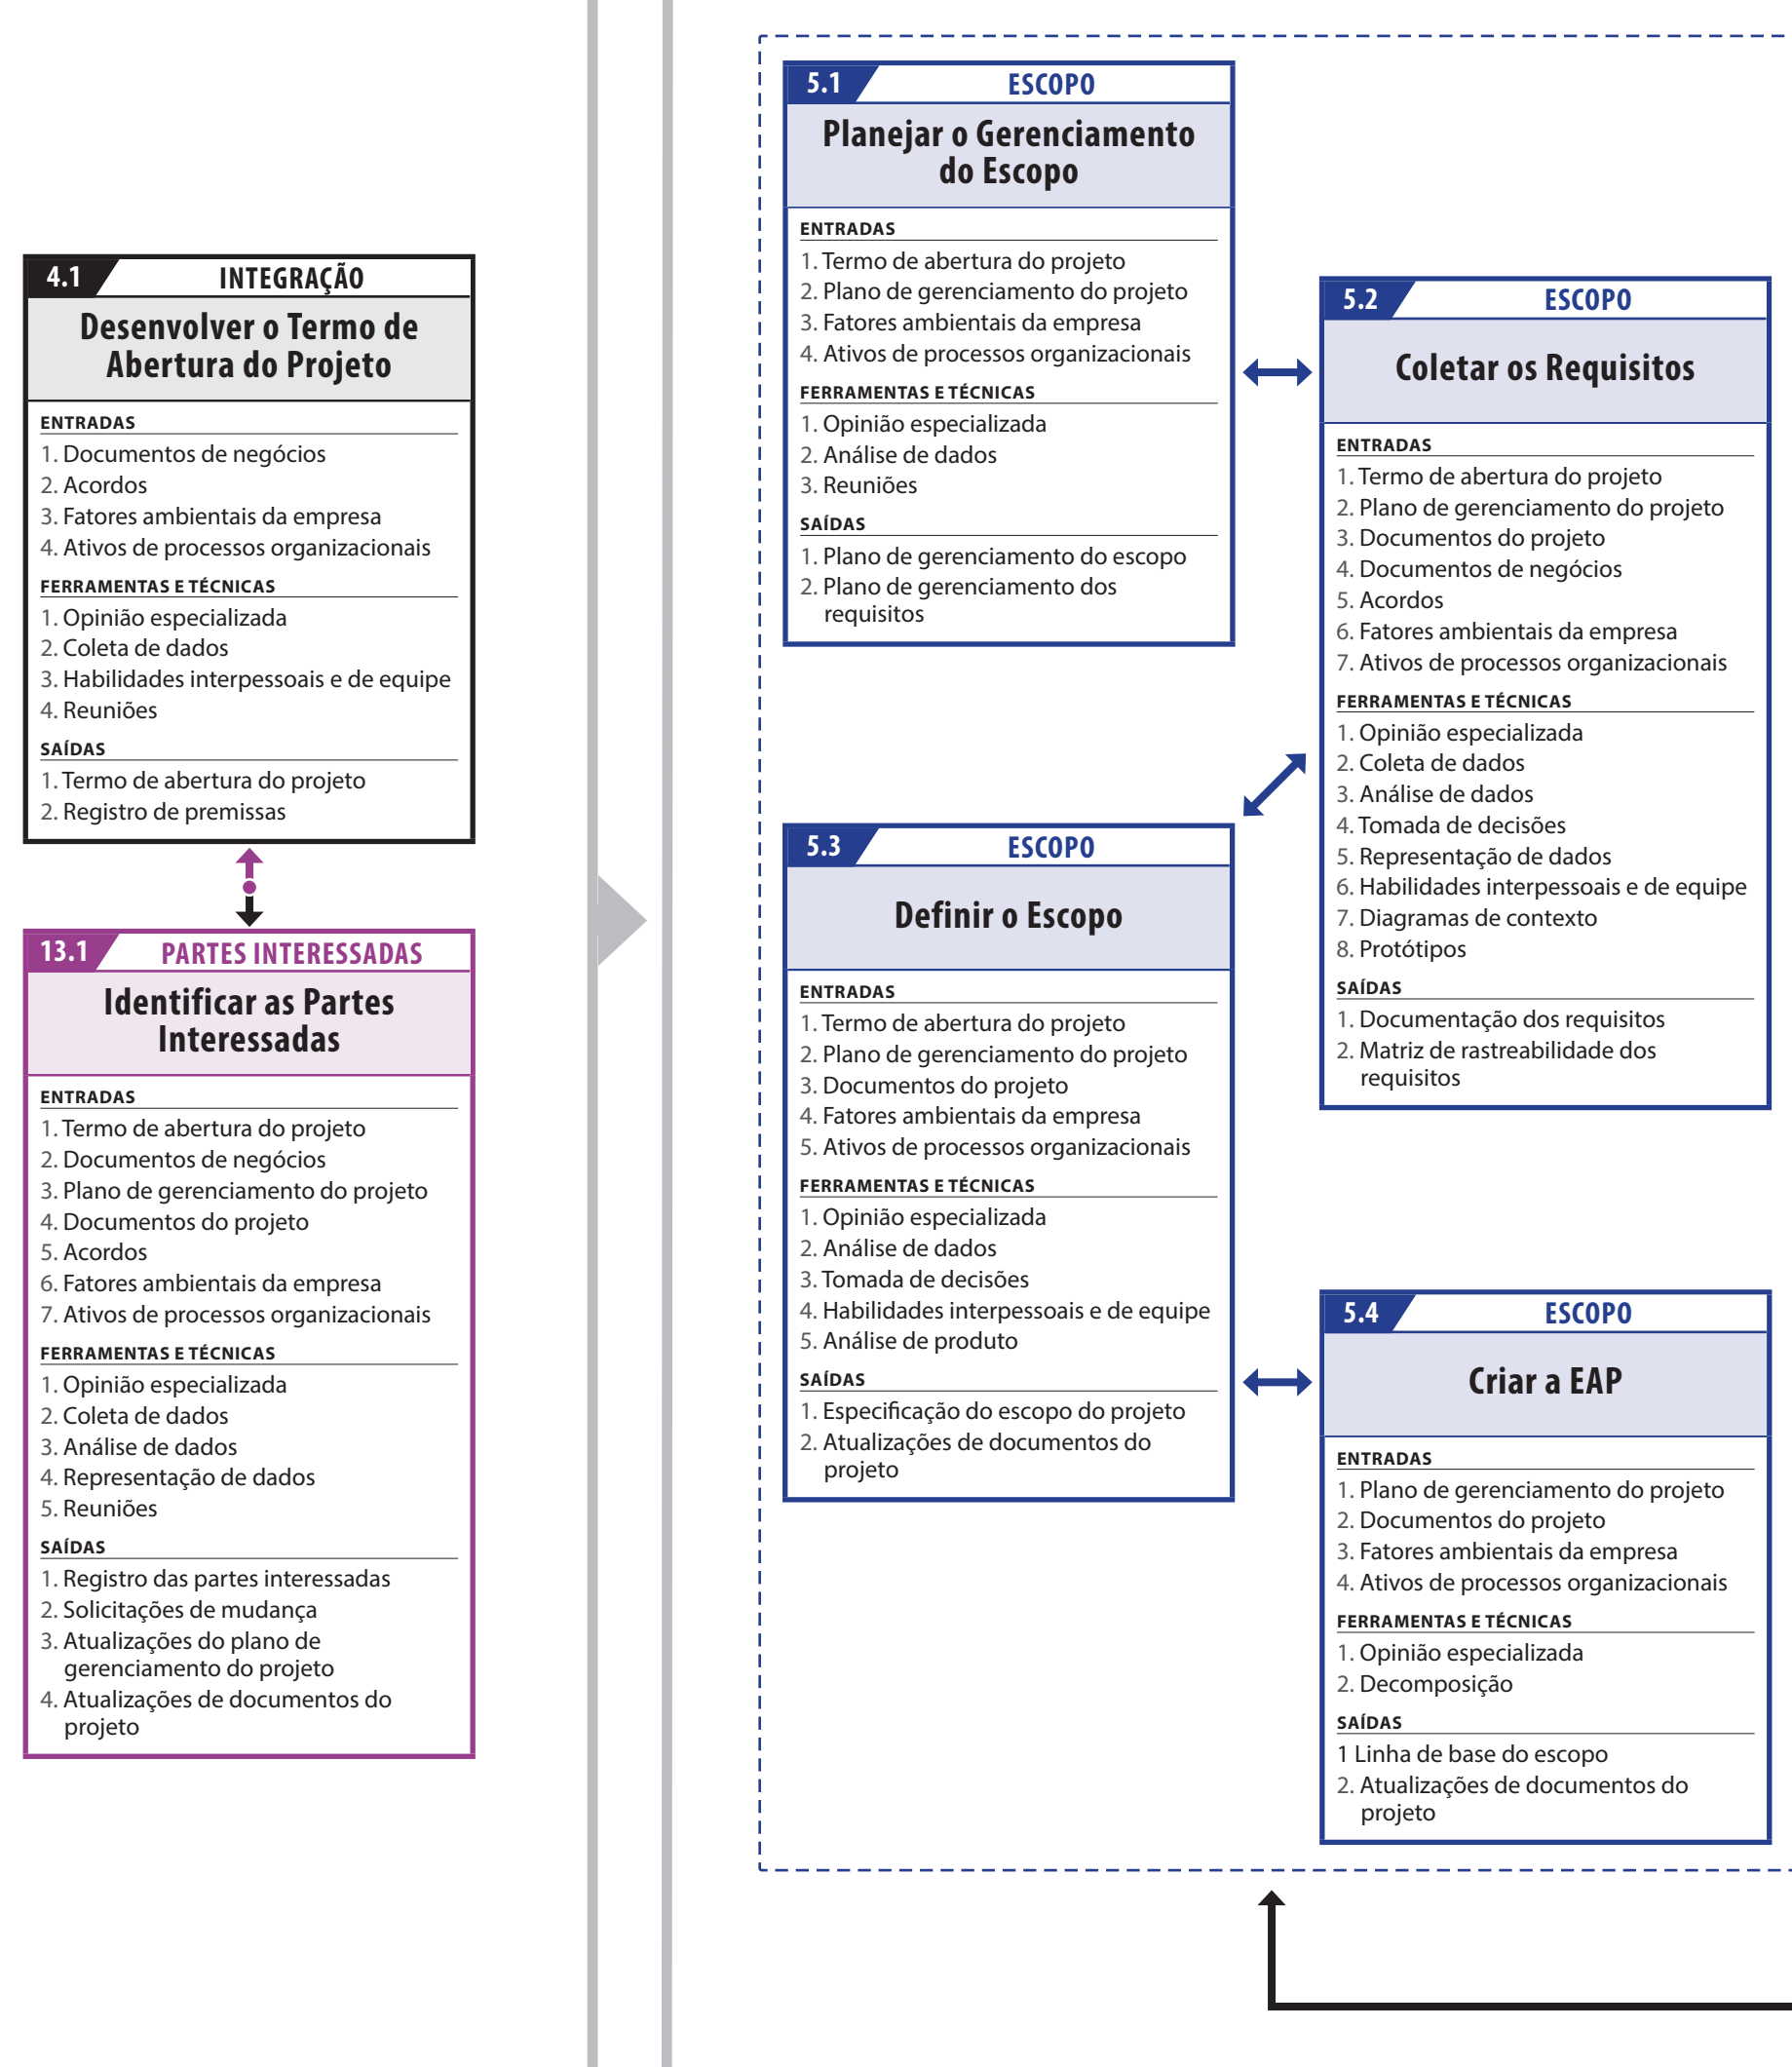 4.1 INTEGRAÇÃO
Desenvolver o Termo de
Abertura do Projeto
ENTRADAS
1. Documentos de negócios
2. Acordos
3. Fatores ambientais da empresa
4. Ativos de processos organizacionais
FERRAMENTAS E TÉCNICAS
1. Opinião especializada
2. Coleta de dados
3. Habilidades interpessoais e de equipe
4. Reuniões
SAÍDAS
1. Termo de abertura do projeto
2. Registro de premissas
13.1 PARTES INTERESSADAS
Identificar as Partes
Interessadas
ENTRADAS
1. Termo de abertura do projeto
2. Documentos de negócios
3. Plano de gerenciamento do projeto
4. Documentos do projeto
5. Acordos
6. Fatores ambientais da empresa
7. Ativos de processos organizacionais
FERRAMENTAS E TÉCNICAS
1. Opinião especializada
2. Coleta de dados
3. Análise de dados
4. Representação de dados
5. Reuniões
SAÍDAS
1. Registro das partes interessadas
2. Solicitações de mudança
3. Atualizações do plano de
gerenciamento do projeto
4. Atualizações de documentos do
projeto
5.1 ESCOPO
Planejar o Gerenciamento
do Escopo
ENTRADAS
1. Termo de abertura do projeto
2. Plano de gerenciamento do projeto
3. Fatores ambientais da empresa
4. Ativos de processos organizacionais
FERRAMENTAS E TÉCNICAS
1. Opinião especializada
2. Análise de dados
3. Reuniões
SAÍDAS
1. Plano de gerenciamento do escopo
2. Plano de gerenciamento dos
requisitos
5.2 ESCOPO
Coletar os Requisitos
ENTRADAS
1. Termo de abertura do projeto
2. Plano de gerenciamento do projeto
3. Documentos do projeto
4. Documentos de negócios
5. Acordos
6. Fatores ambientais da empresa
7. Ativos de processos organizacionais
FERRAMENTAS E TÉCNICAS
1. Opinião especializada
2. Coleta de dados
3. Análise de dados
4. Tomada de decisões
5. Representação de dados
6. Habilidades interpessoais e de equipe
7. Diagramas de contexto
8. Protótipos
SAÍDAS
1. Documentação dos requisitos
2. Matriz de rastreabilidade dos
requisitos
5.3 ESCOPO
Definir o Escopo
ENTRADAS
1. Termo de abertura do projeto
2. Plano de gerenciamento do projeto
3. Documentos do projeto
4. Fatores ambientais da empresa
5. Ativos de processos organizacionais
FERRAMENTAS E TÉCNICAS
1. Opinião especializada
2. Análise de dados
3. Tomada de decisões
4. Habilidades interpessoais e de equipe
5. Análise de produto
SAÍDAS
1. Especificação do escopo do projeto
2. Atualizações de documentos do
projeto
5.4 ESCOPO
Criar a EAP
ENTRADAS
1. Plano de gerenciamento do projeto
2. Documentos do projeto
3. Fatores ambientais da empresa
4. Ativos de processos organizacionais
FERRAMENTAS E TÉCNICAS
1. Opinião especializada
2. Decomposição
SAÍDAS
1 Linha de base do escopo
2. Atualizações de documentos do
projeto